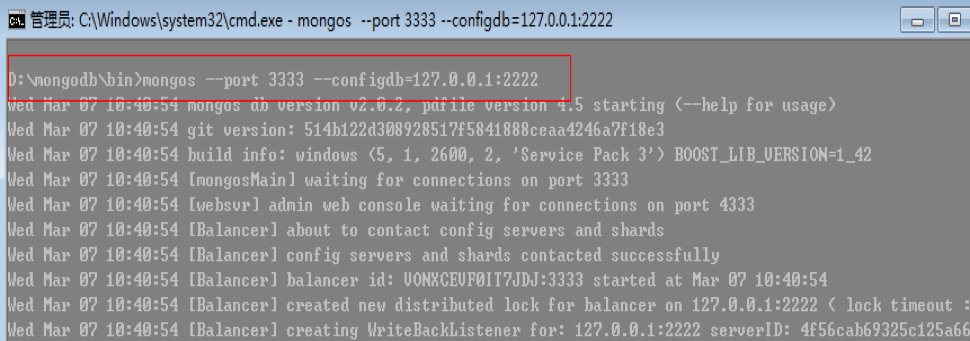 管理员: C:\Windows\system32\cmd.exe - mongos --port 3333 --configdb=127.0.0.1:2222
D:\mongodb\bin>mongos --port 3333 --configdb=127.0.0.1:2222
Wed Mar 07 10:40:54 mongos db version v2.0.2, pdfile version 4.5 starting (--help for usage)
Wed Mar 07 10:40:54 git version: 514b122d308928517f5841888ceaa4246a7f18e3
Wed Mar 07 10:40:54 build info: windows (5, 1, 2600, 2, 'Service Pack 3') BOOST_LIB_VERSION=1_42
Wed Mar 07 10:40:54 [mongosMain] waiting for connections on port 3333
Wed Mar 07 10:40:54 [websvr] admin web console waiting for connections on port 4333
Wed Mar 07 10:40:54 [Balancer] about to contact config servers and shards
Wed Mar 07 10:40:54 [Balancer] config servers and shards contacted successfully
Wed Mar 07 10:40:54 [Balancer] balancer id: VONXCEUF0IT7JDJ:3333 started at Mar 07 10:40:54
Wed Mar 07 10:40:54 [Balancer] created new distributed lock for balancer on 127.0.0.1:2222 ( lock timeout :
Wed Mar 07 10:40:54 [Balancer] creating WriteBackListener for: 127.0.0.1:2222 serverID: 4f56cab69325c125a66